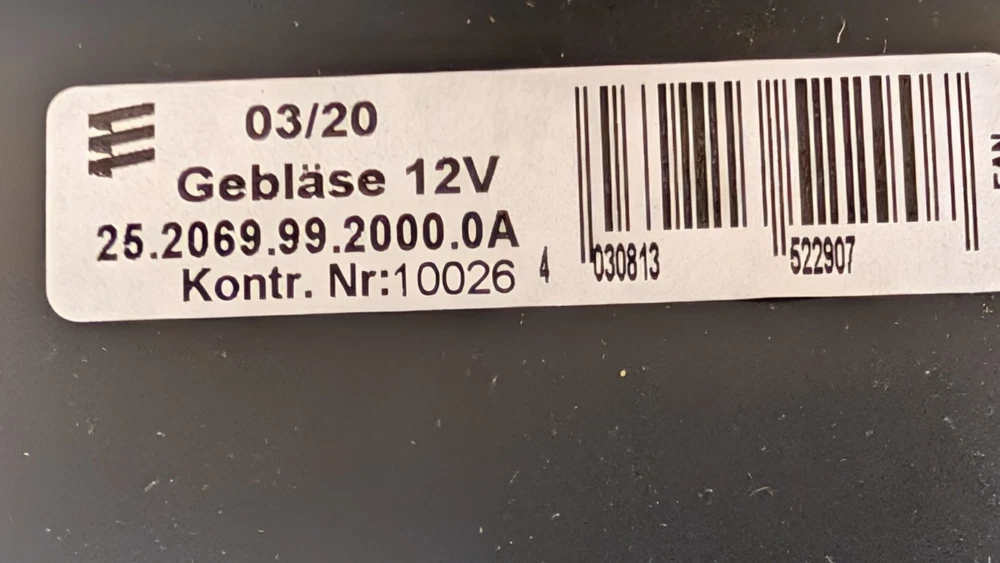 03/20
Gebläse 12V
25.2069.99.2000.0A
Kontr. Nr:10026
4 030813 522907